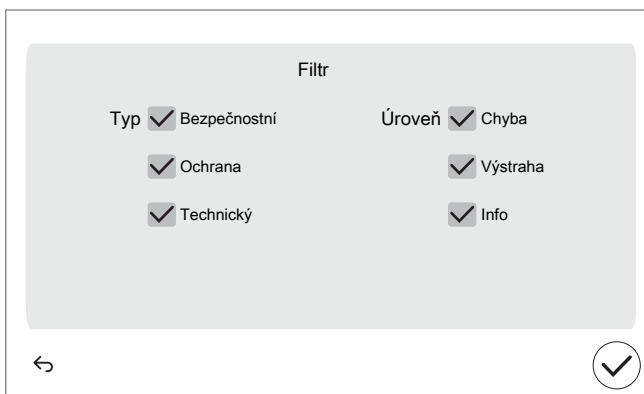 Filtr
Typ Bezpečnostní Úroveň Chyba
Ochrana Výstraha
Technický Info